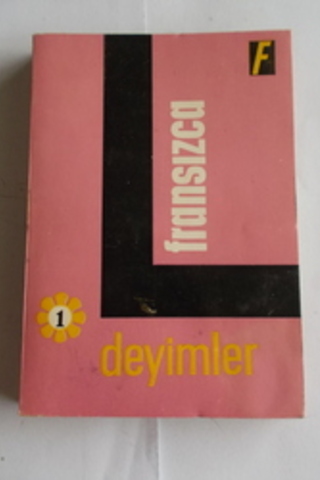 F
fransızca
1
deyimler